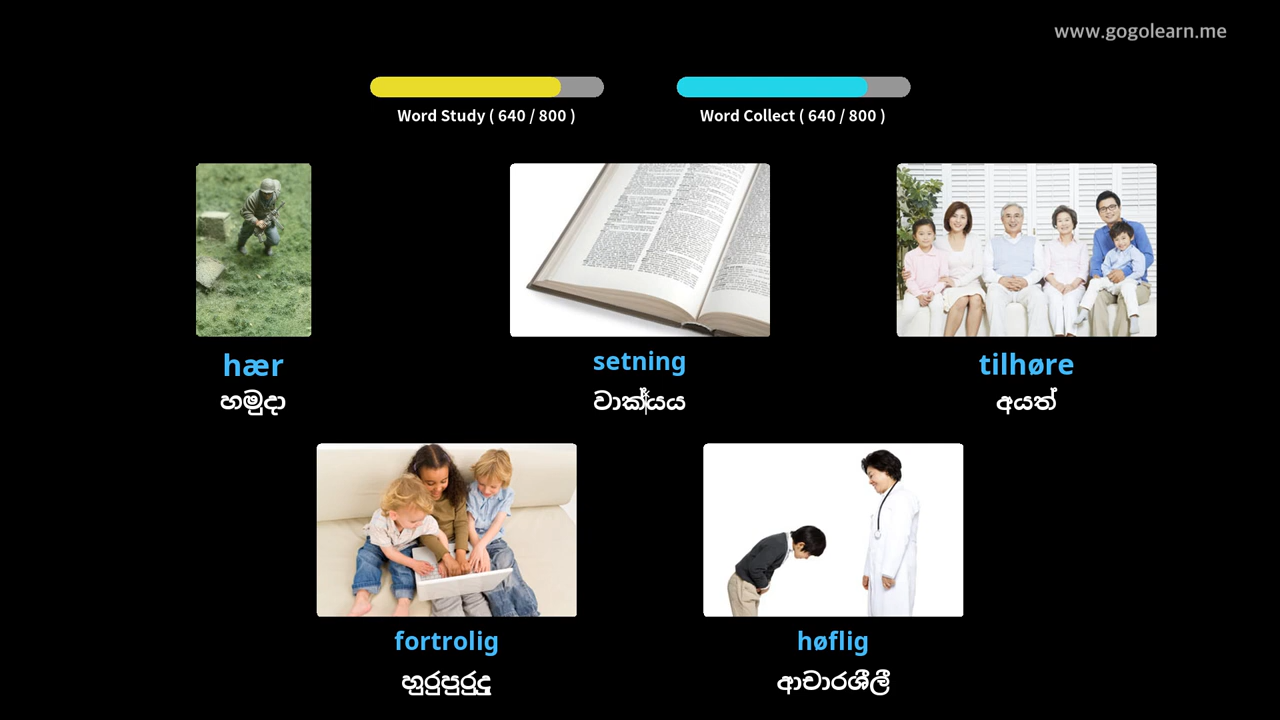 www.gogolearn.me
Word Study ( 640 / 800 )
Word Collect ( 640 / 800 )
hær
හමුදා
setning
වාක්‍යය
tilhøre
අයත්
fortrolig
හුරුපුරුදු
høflig
ආචාරශීලී